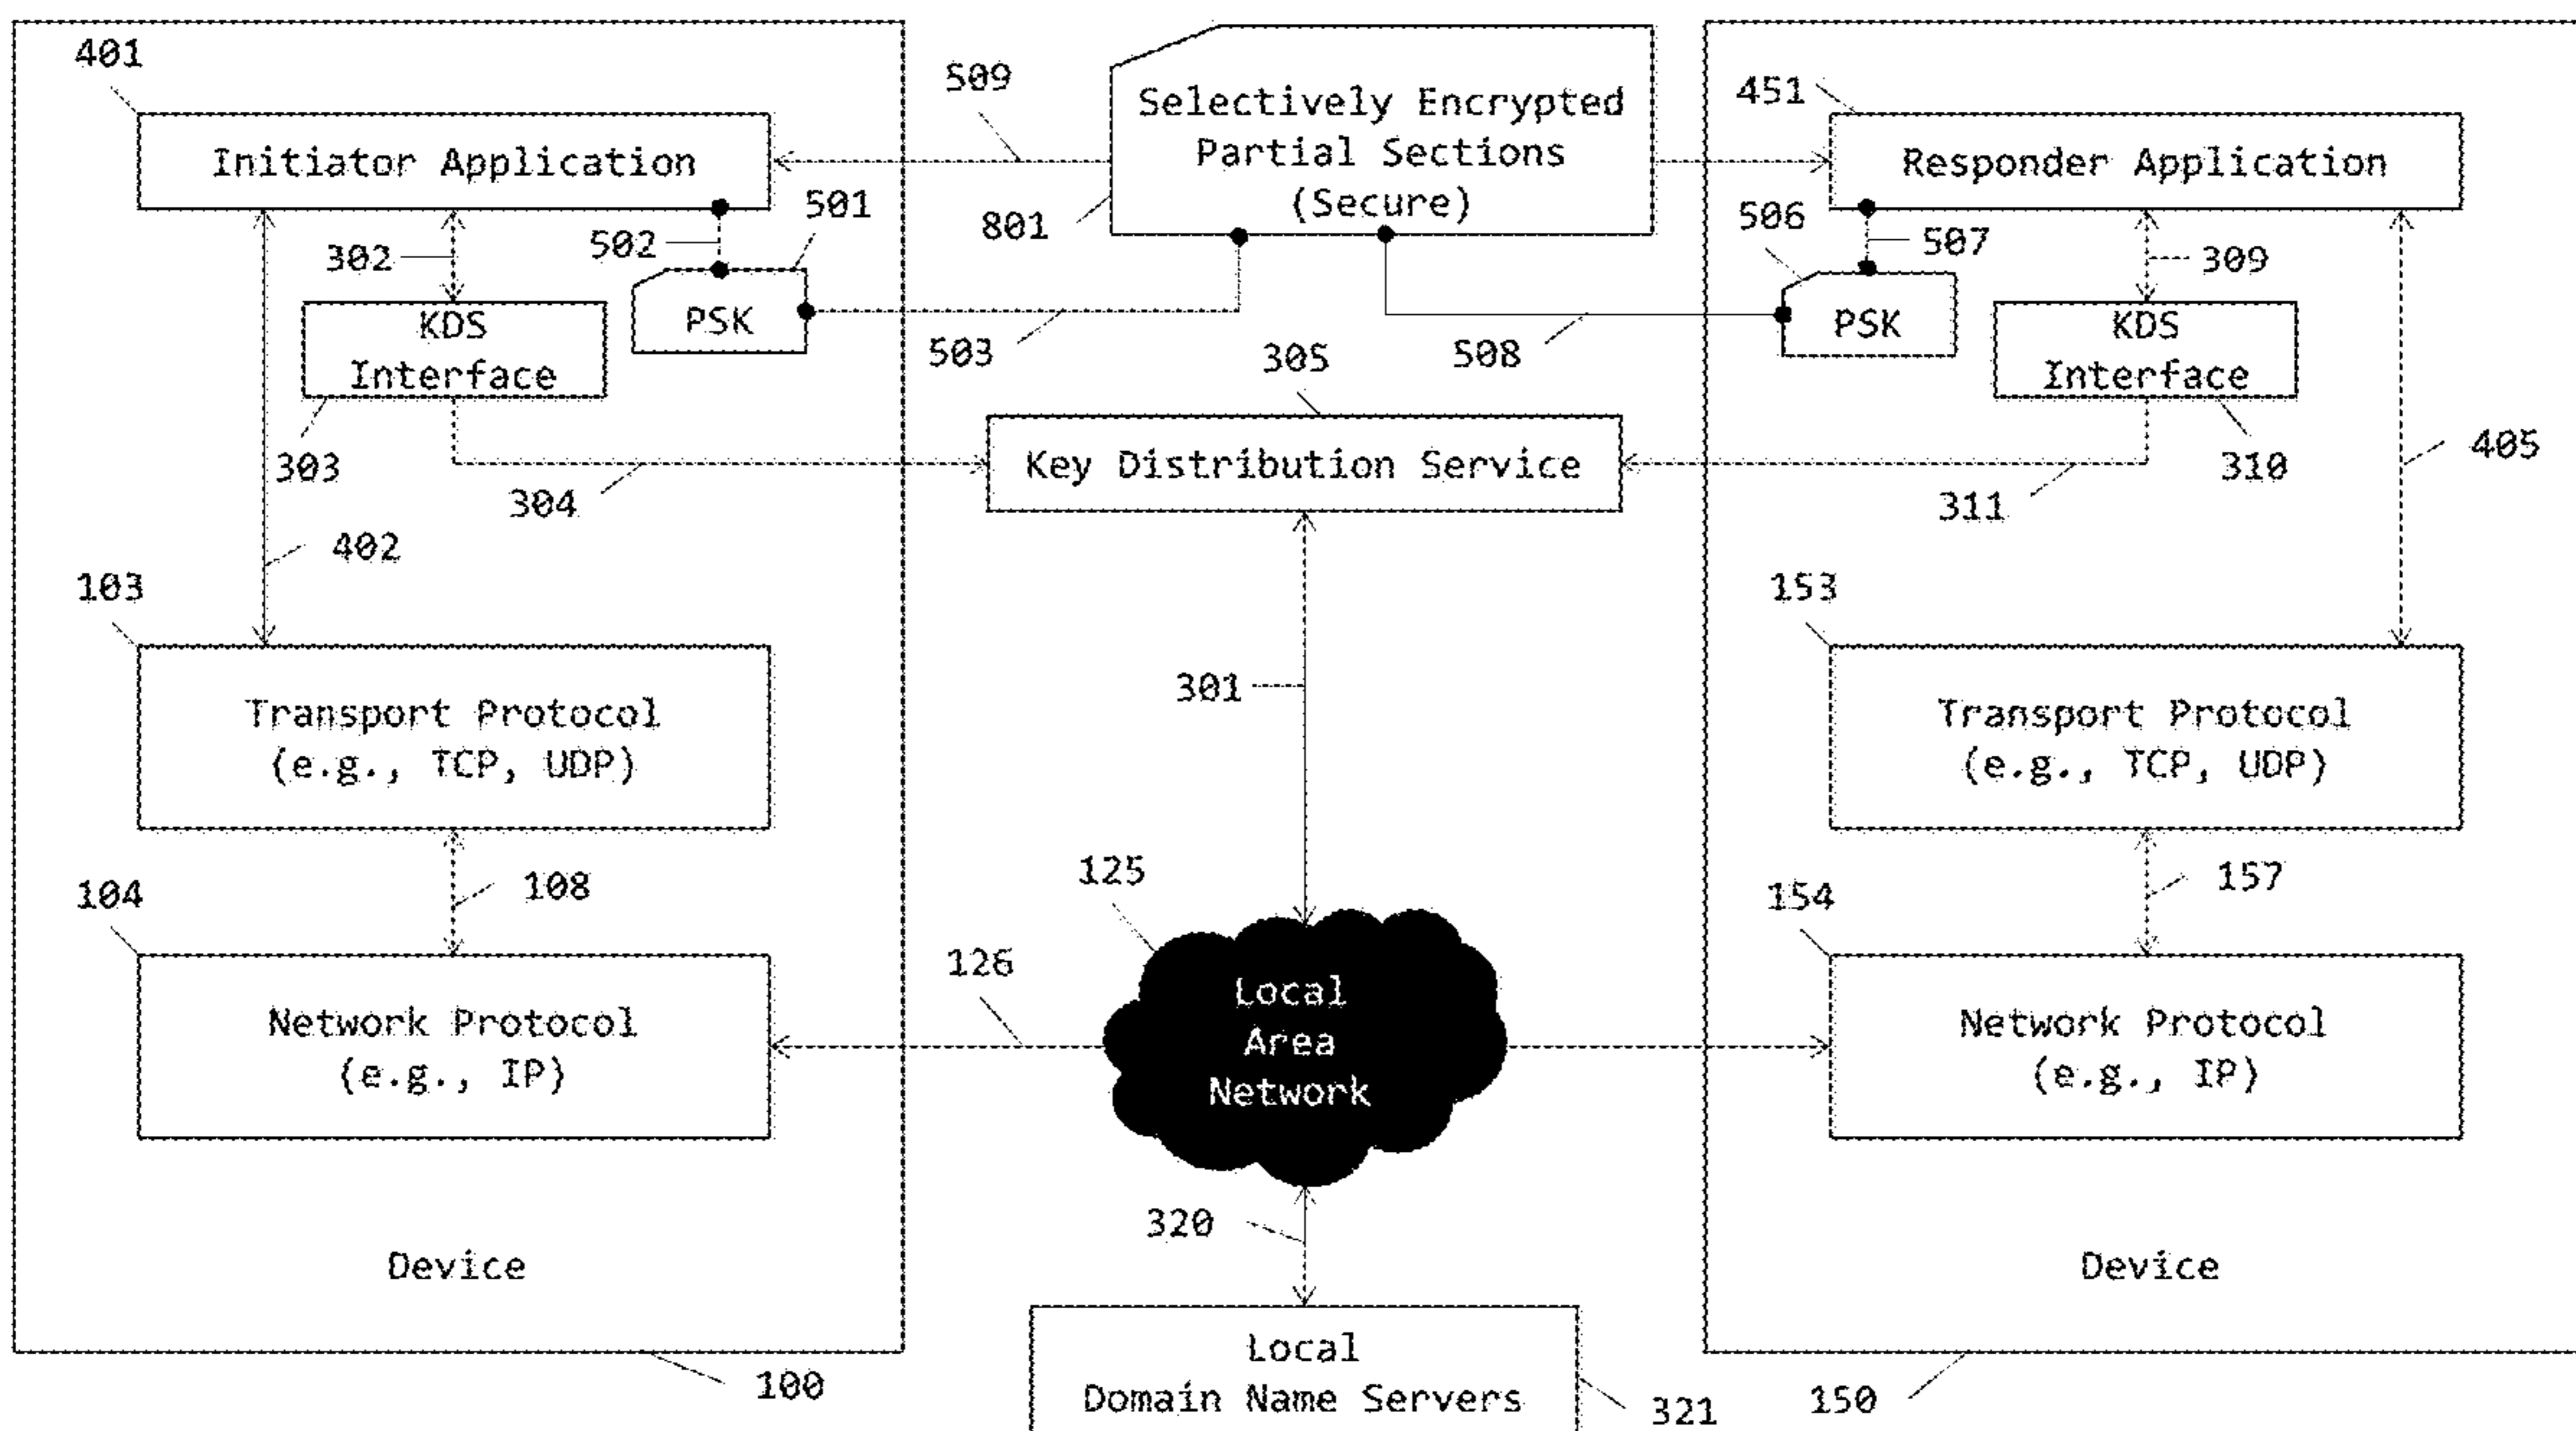 401
509
Selectively Encrypted
Partial Sections
(Secure)
451
Initiator Application
Responder Application
501
801
506
502
507
302
309
PSK
PSK
KDS
Interface
KDS
Interface
503
305
508
303
304
Key Distribution Service
311
310
405
402
103
153
301
Transport Protocol
(e.g., TCP, UDP)
Transport Protocol
(e.g., TCP, UDP)
125
108
157
104
154
126
Local
Area
Network
Network Protocol
(e.g., IP)
Network Protocol
(e.g., IP)
320
Device
Device
Local
Domain Name Servers
100
321
150